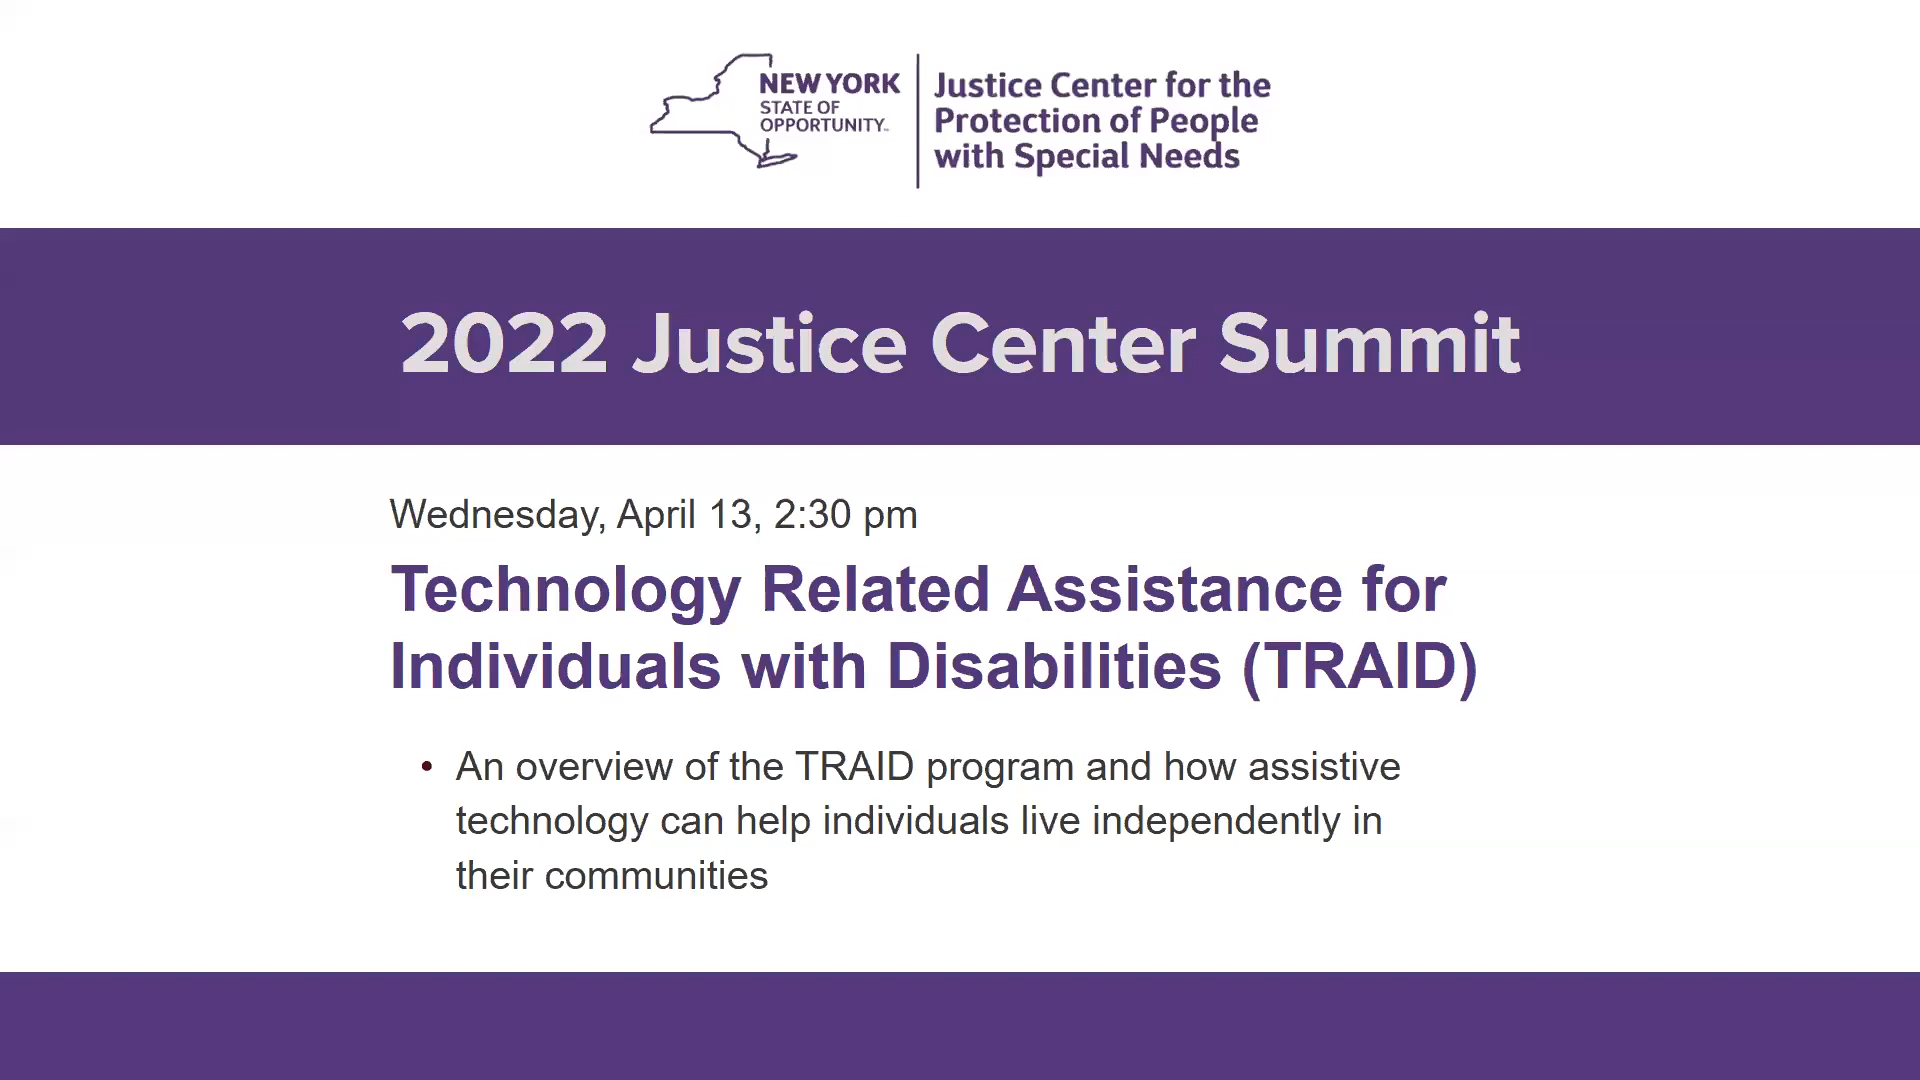 NEW YORK
STATE OF
OPPORTUNITY™
Justice Center for the
Protection of People
with Special Needs
2022 Justice Center Summit
Wednesday, April 13, 2:30 pm
Technology Related Assistance for
Individuals with Disabilities (TRAID)
• An overview of the TRAID program and how assistive
technology can help individuals live independently in
their communities